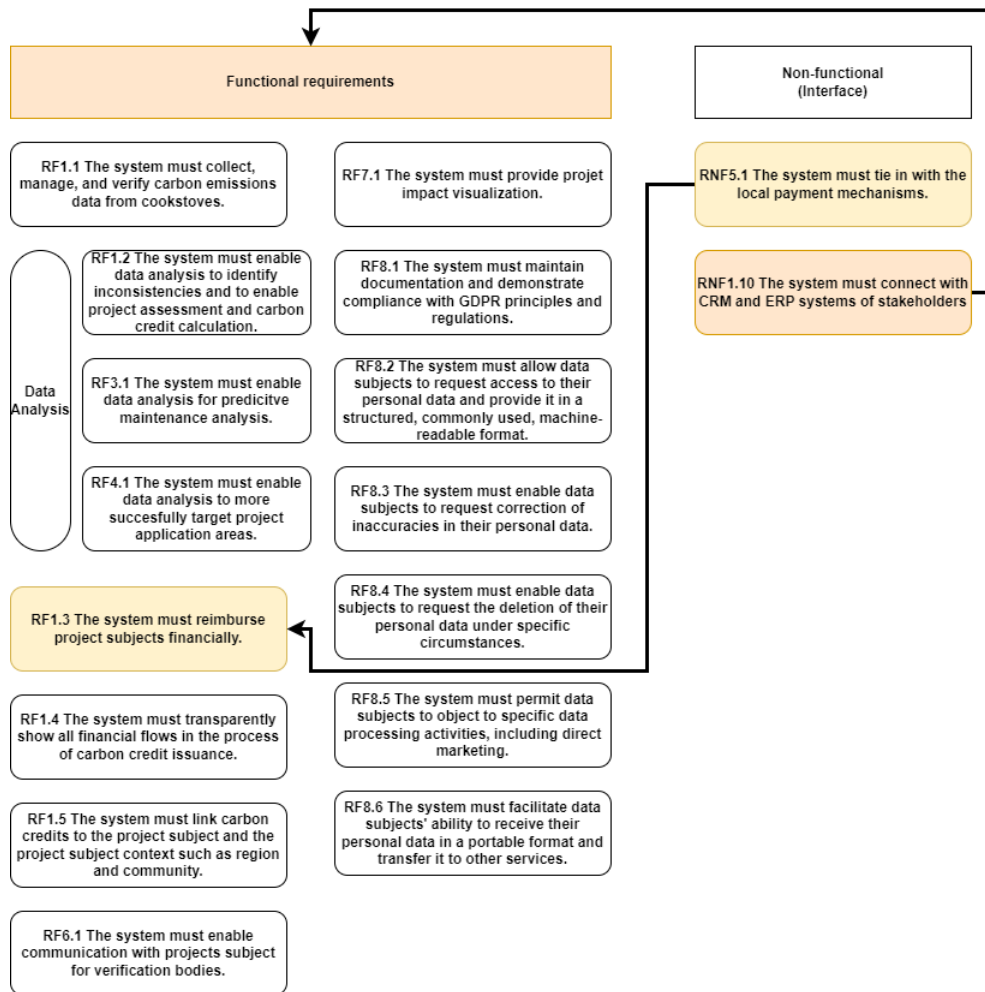 Functional requirements
Non-functional
(Interface)
RF1.1 The system must collect,
manage, and verify carbon emissions
data from cookstoves.
Data
Analysis
RF1.2 The system must enable
data analysis to identify
inconsistencies and to enable
project assessment and carbon
credit calculation.
RF3.1 The system must enable
data analysis for predicitve
maintenance analysis.
RF4.1 The system must enable
data analysis to more
succesfully target project
application areas.
RF1.3 The system must reimburse
project subjects financially.
RF1.4 The system must transparently
show all financial flows in the process
of carbon credit issuance.
RF1.5 The system must link carbon
credits to the project subject and the
project subject context such as region
and community.
RF6.1 The system must enable
communication with projects subject
for verification bodies.
RF7.1 The system must provide projet
impact visualization.
RF8.1 The system must maintain
documentation and demonstrate
compliance with GDPR principles and
regulations.
RF8.2 The system must allow data
subjects to request access to their
personal data and provide it in a
structured, commonly used, machine-
readable format.
RF8.3 The system must enable data
subjects to request correction of
inaccuracies in their personal data.
RF8.4 The system must enable data
subjects to request the deletion of their
personal data under specific
circumstances.
RF8.5 The system must permit data
subjects to object to specific data
processing activities, including direct
marketing.
RF8.6 The system must facilitate data
subjects' ability to receive their
personal data in a portable format and
transfer it to other services.
RNF5.1 The system must tie in with the
local payment mechanisms.
RNF1.10 The system must connect with
CRM and ERP systems of stakeholders